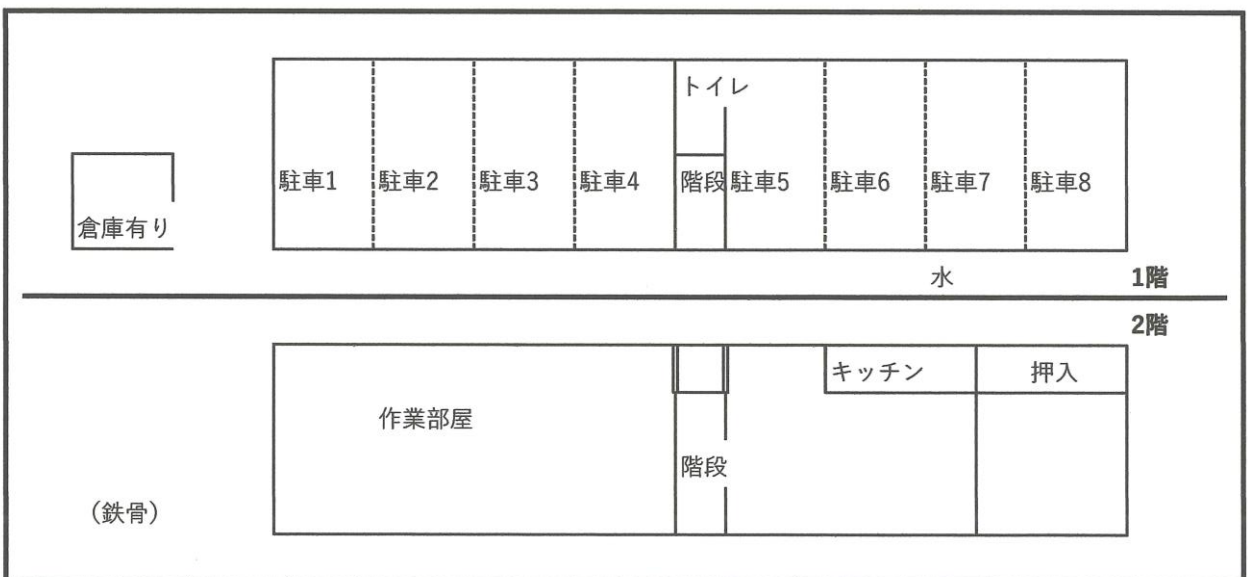 トイレ
駐車1
駐車2
駐車3
駐車4
階段
駐車5
駐車6
駐車7
駐車8
倉庫有り
水
1階
2階
キッチン
押入
作業部屋
階段
(鉄骨)